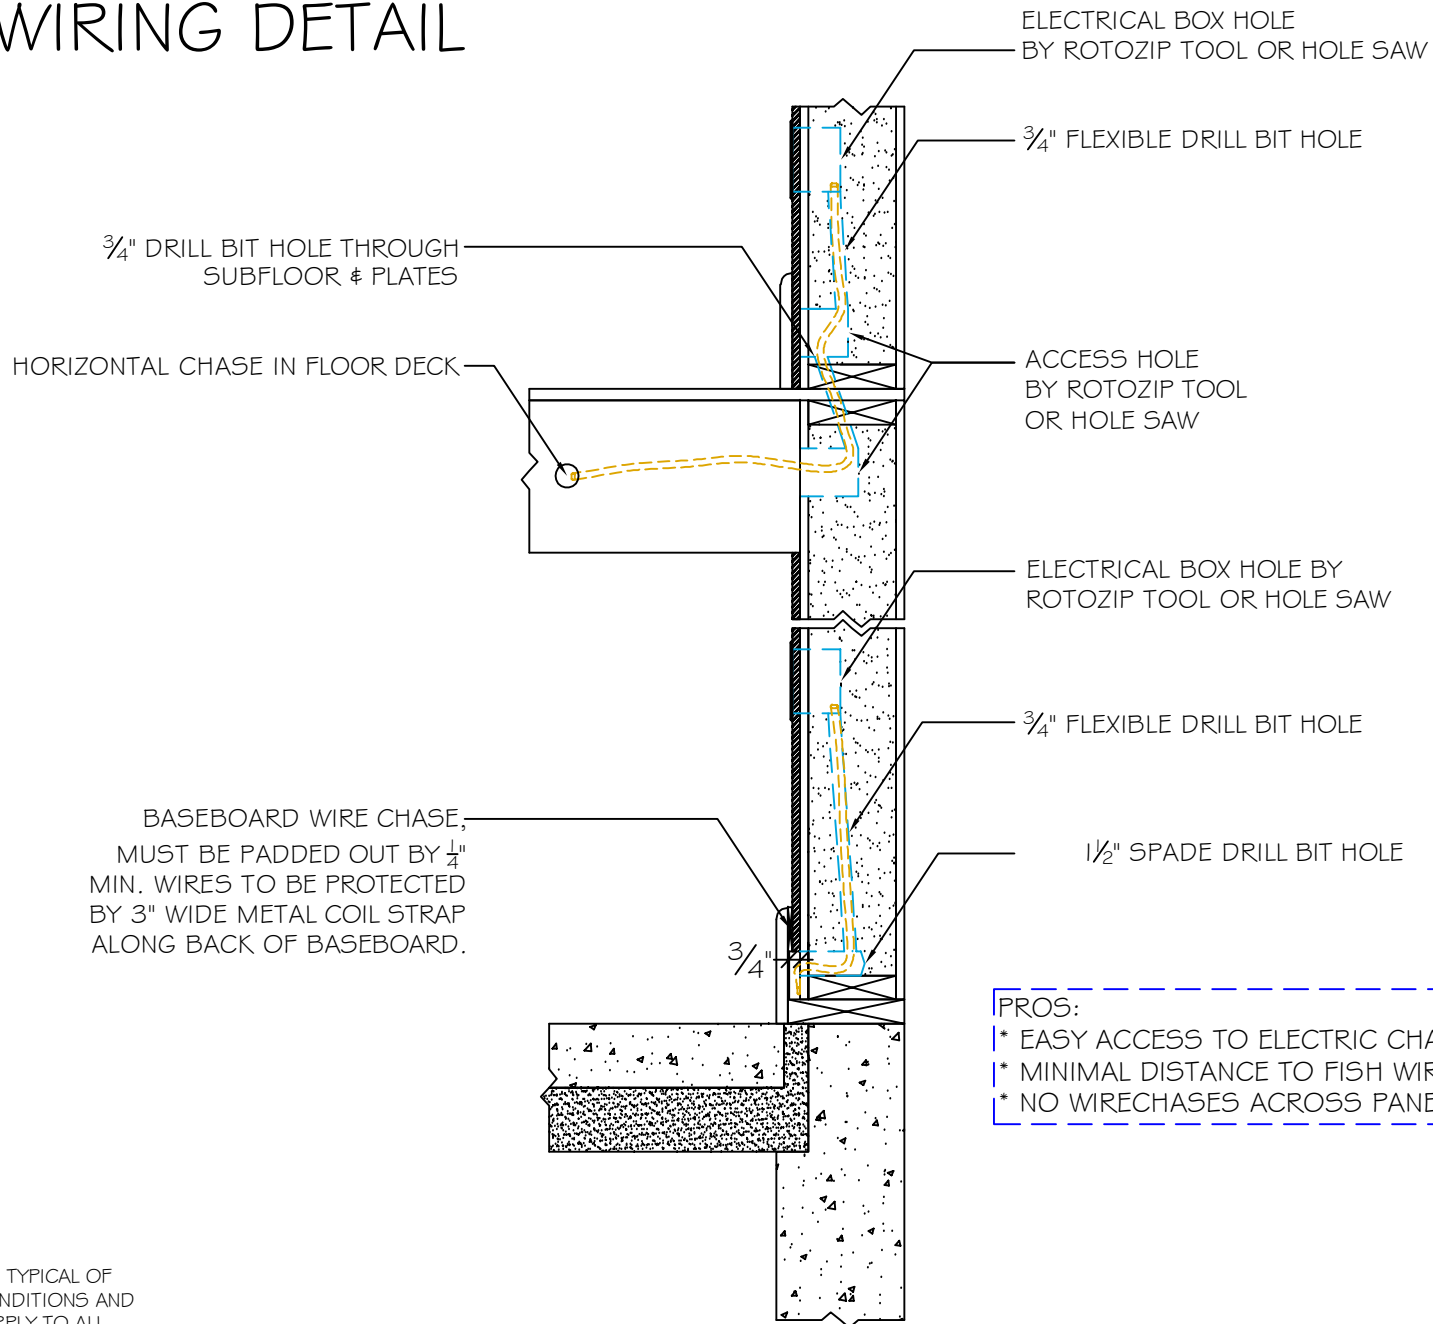 WIRING DETAIL
ELECTRICAL BOX HOLE
BY ROTOZIP TOOL OR HOLE SAW
3/4" FLEXIBLE DRILL BIT HOLE
3/4" DRILL BIT HOLE THROUGH
SUBFLOOR & PLATES
HORIZONTAL CHASE IN FLOOR DECK
ACCESS HOLE
BY ROTOZIP TOOL
OR HOLE SAW
ELECTRICAL BOX HOLE BY
ROTOZIP TOOL OR HOLE SAW
3/4" FLEXIBLE DRILL BIT HOLE
BASEBOARD WIRE CHASE,
MUST BE PADDED OUT BY 1/4"
MIN. WIRES TO BE PROTECTED
BY 3" WIDE METAL COIL STRAP
ALONG BACK OF BASEBOARD.
1 1/2" SPADE DRILL BIT HOLE
3/4"
PROS:
* EASY ACCESS TO ELECTRIC
* MINIMAL DISTANCE TO FISH
* NO WIRECHASES ACROSS
TYPICAL OF
AND
TO ALL